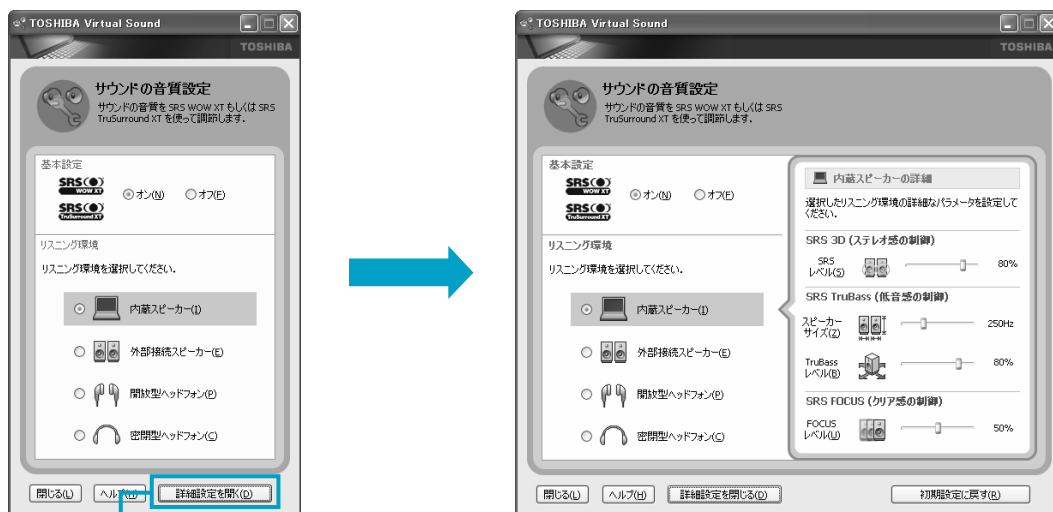 TOSHIBA Virtual Sound
TOSHIBA
サウンドの音質設定
サウンドの音質を SRS WOW XT もしくは SRS
TruSurround XT を使って調節します.
基本設定
SRS
WOW XT
オン(N) オフ(F)
SRS
TruSurround XT
リスニング環境
リスニング環境を選択してください.
内蔵スピーカー(I)
外部接続スピーカー(E)
開放型ヘッドフォン(P)
密閉型ヘッドフォン(C)
閉じる(L) ヘルプ(H) 詳細設定を開く(D)
TOSHIBA Virtual Sound
TOSHIBA
サウンドの音質設定
サウンドの音質を SRS WOW XT もしくは SRS
TruSurround XT を使って調節します.
基本設定
SRS
WOW XT
オン(N) オフ(F)
SRS
TruSurround XT
リスニング環境
リスニング環境を選択してください.
内蔵スピーカー(I)
外部接続スピーカー(E)
開放型ヘッドフォン(P)
密閉型ヘッドフォン(C)
内蔵スピーカーの詳細
選択したリスニング環境の詳細なパラメータを設定して
ください.
SRS 3D (ステレオ感の制御)
SRS
レベル(S) 80%
SRS TruBass (低音感の制御)
スピーカー
サイズ(Z) 250Hz
TruBass
レベル(B) 80%
SRS FOCUS (クリア感の制御)
FOCUS
レベル(U) 50%
閉じる(L) ヘルプ(H) 詳細設定を閉じる(D) 初期設定に戻す(R)